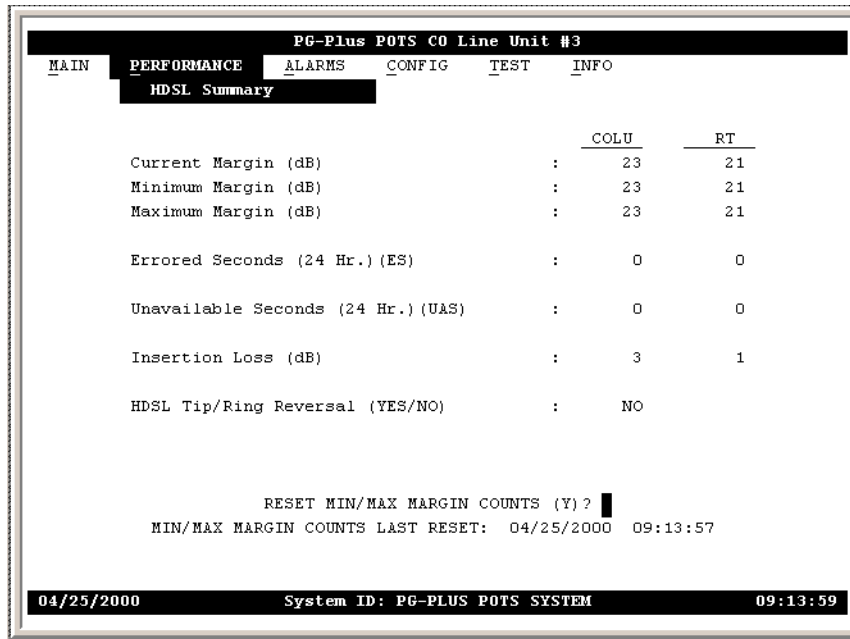 PG-Plus POTS CO Line Unit #3
MAIN PERFORMANCE ALARMS CONFIG TEST INFO
HDSL Summary
COLU RT
Current Margin (dB) : 23 21
Minimum Margin (dB) : 23 21
Maximum Margin (dB) : 23 21
Errored Seconds (24 Hr.)(ES) : 0 0
Unavailable Seconds (24 Hr.)(UAS) : 0 0
Insertion Loss (dB) : 3 1
HDSL Tip/Ring Reversal (YES/NO) : NO
RESET MIN/MAX MARGIN COUNTS (Y)?
MIN/MAX MARGIN COUNTS LAST RESET: 04/25/2000 09:13:57
04/25/2000 System ID: PG-PLUS POTS SYSTEM 09:13:59